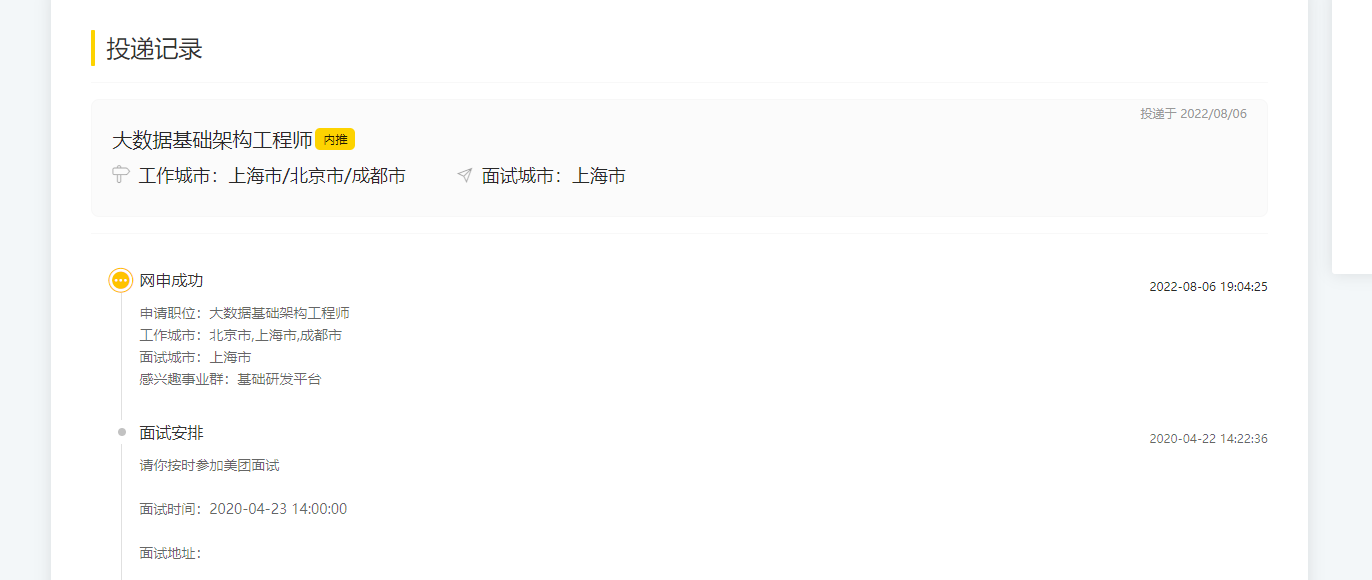 投递记录
投递于 2022/08/06
大数据基础架构工程师 内推
工作城市：上海市/北京市/成都市 面试城市：上海市
网申成功 2022-08-06 19:04:25
申请职位：大数据基础架构工程师
工作城市：北京市,上海市,成都市
面试城市：上海市
感兴趣事业群：基础研发平台
面试安排 2020-04-22 14:22:36
请你按时参加美团面试
面试时间：2020-04-23 14:00:00
面试地址：